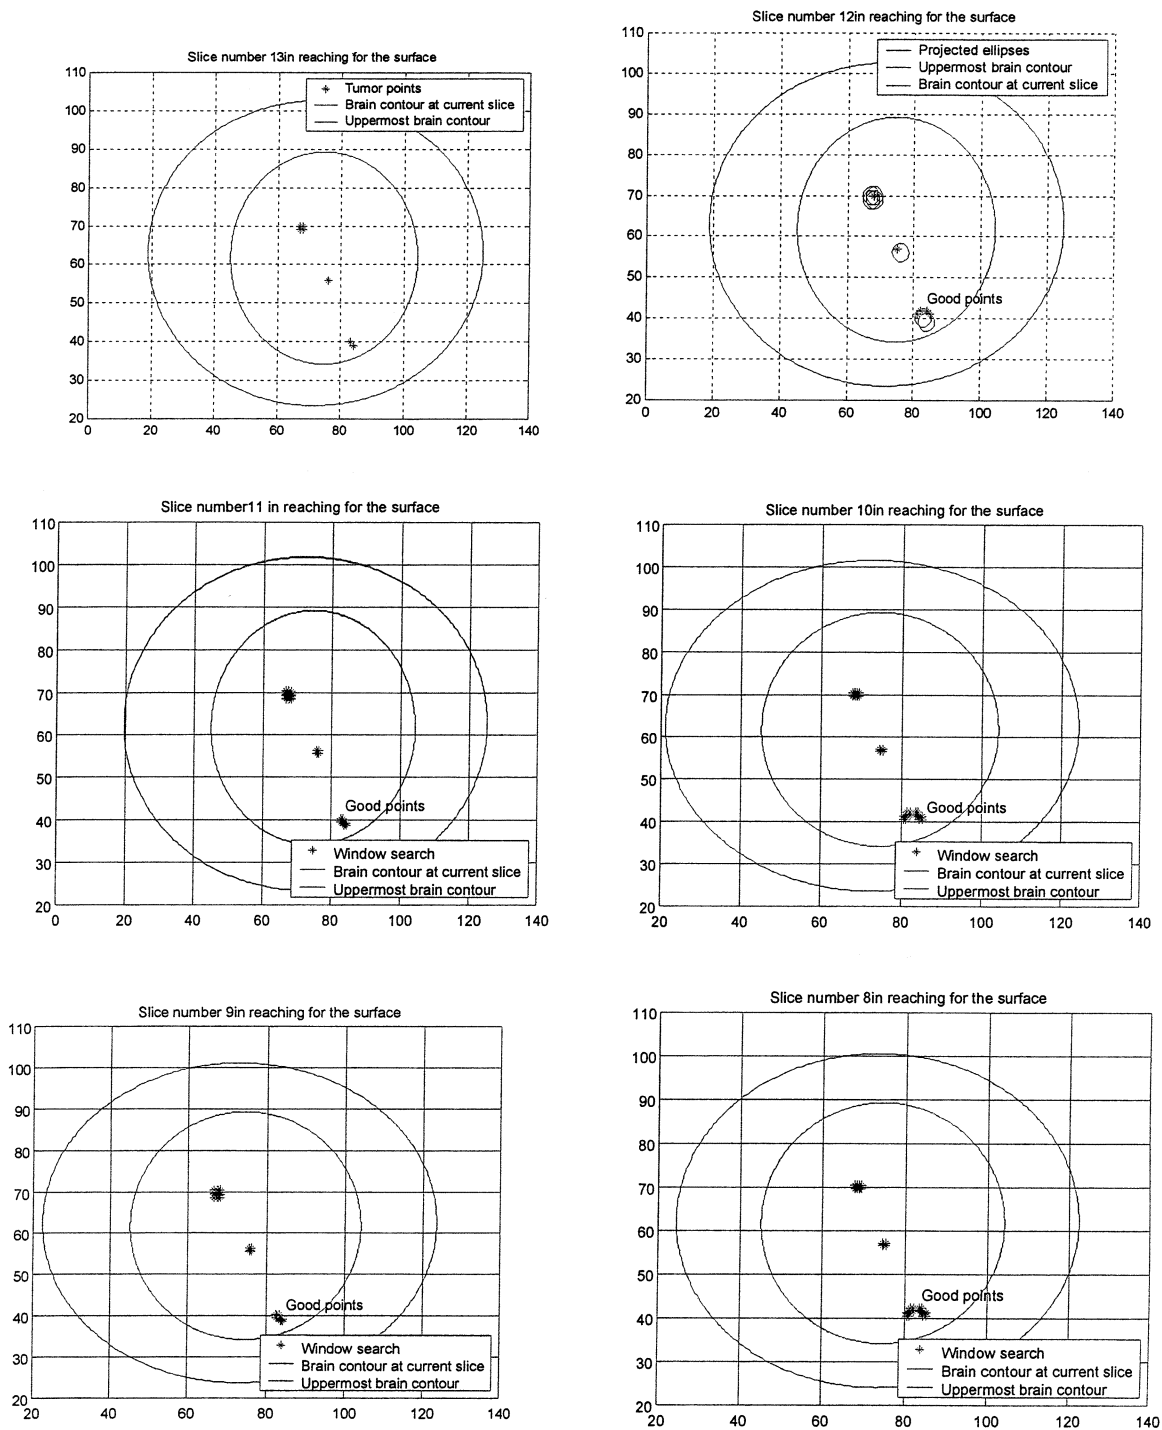 Slice number 13in reaching for the surface
110
100
90
80
70
60
50
40
30
20
0 20 40 60 80 100 120 140
Tumor points
Brain contour at current slice
Uppermost brain contour
Slice number 12in reaching for the surface
110
100
90
80
70
60
50
40
30
20
0 20 40 60 80 100 120 140
Projected ellipses
Uppermost brain contour
Brain contour at current slice
Good points
Slice number11 in reaching for the surface
110
100
90
80
70
60
50
40
30
20
0 20 40 60 80 100 120 140
Good points
Window search
Brain contour at current slice
Uppermost brain contour
Slice number 10in reaching for the surface
110
100
90
80
70
60
50
40
30
20
20 40 60 80 100 120 140
Good points
Window search
Brain contour at current slice
Uppermost brain contour
Slice number 9in reaching for the surface
110
100
90
80
70
60
50
40
30
20
20 40 60 80 100 120 140
Good points
Window search
Brain contour at current slice
Uppermost brain contour
Slice number 8in reaching for the surface
110
100
90
80
70
60
50
40
30
20
20 40 60 80 100 120 140
Good points
Window search
Brain contour at current slice
Uppermost brain contour